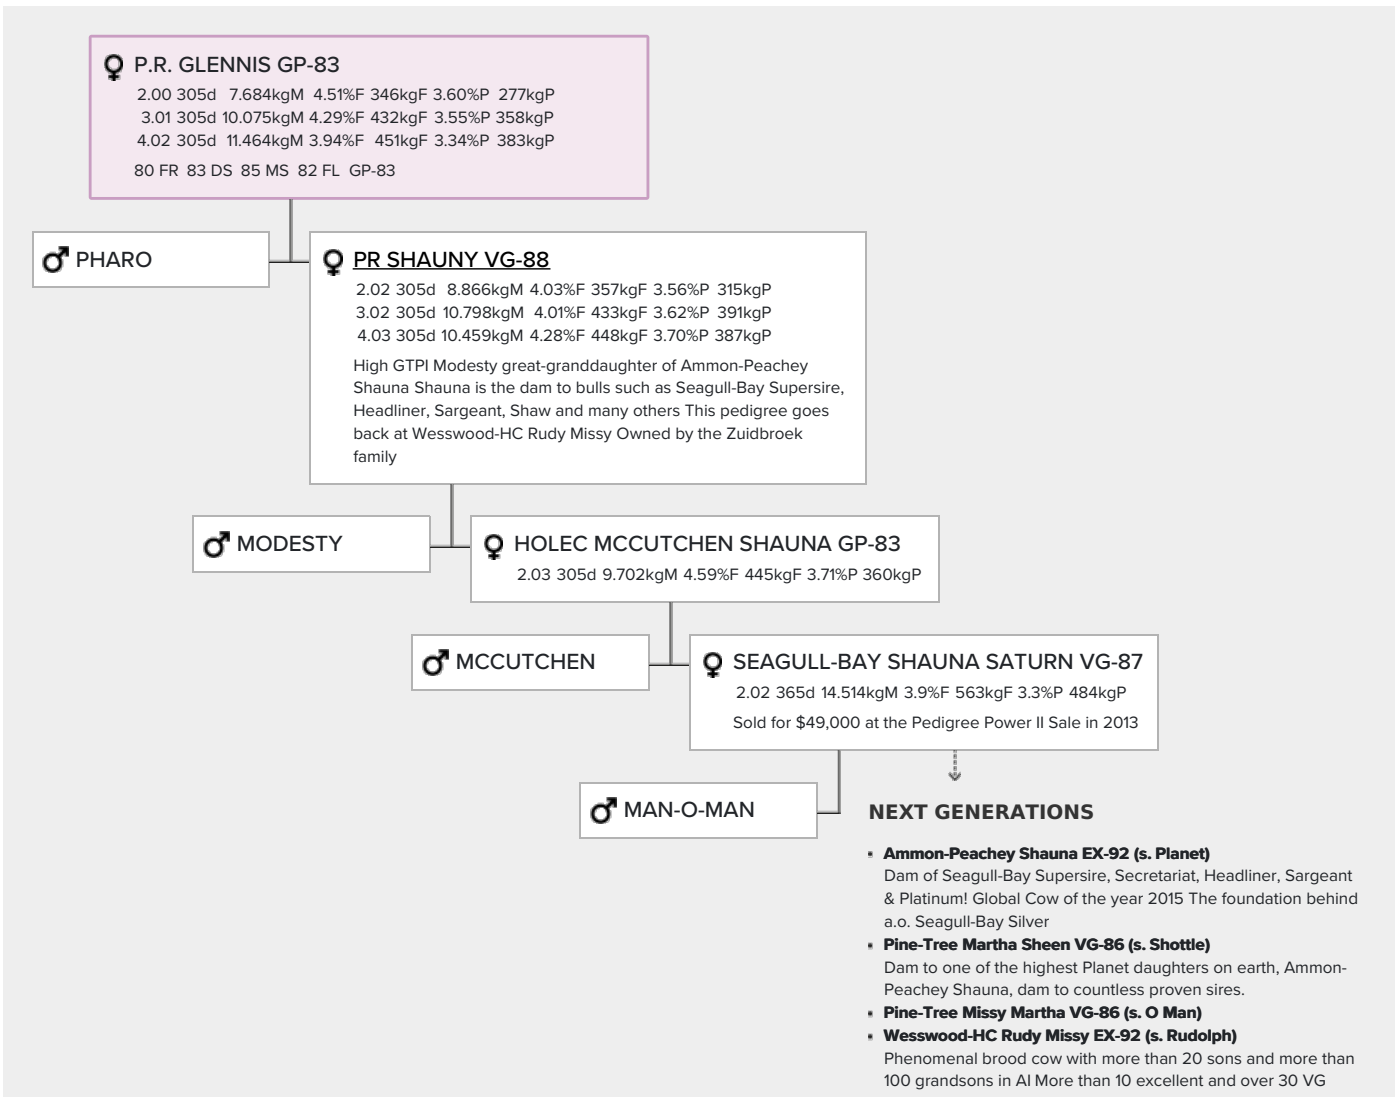 P.R. GLENNIS GP-83
2.00 305d 7.684kgM 4.51%F 346kgF 3.60%P 277kgP
3.01 305d 10.075kgM 4.29%F 432kgF 3.55%P 358kgP
4.02 305d 11.464kgM 3.94%F 451kgF 3.34%P 383kgP
80 FR 83 DS 85 MS 82 FL GP-83
PHARO
PR SHAUNY VG-88
2.02 305d 8.866kgM 4.03%F 357kgF 3.56%P 315kgP
3.02 305d 10.798kgM 4.01%F 433kgF 3.62%P 391kgP
4.03 305d 10.459kgM 4.28%F 448kgF 3.70%P 387kgP
High GTPI Modesty great-granddaughter of Ammon-Peachey
Shauna Shauna is the dam to bulls such as Seagull-Bay Supersire,
Headliner, Sargeant, Shaw and many others This pedigree goes
back at Wesswood-HC Rudy Missy Owned by the Zuidbroek
family
MODESTY
HOLEC MCCUTCHEN SHAUNA GP-83
2.03 305d 9.702kgM 4.59%F 445kgF 3.71%P 360kgP
MCCUTCHEN
SEAGULL-BAY SHAUNA SATURN VG-87
2.02 365d 14.514kgM 3.9%F 563kgF 3.3%P 484kgP
Sold for $49,000 at the Pedigree Power II Sale in 2013
MAN-O-MAN
NEXT GENERATIONS
▪ Ammon-Peachey Shauna EX-92 (s. Planet)
Dam of Seagull-Bay Supersire, Secretariat, Headliner, Sargeant
& Platinum! Global Cow of the year 2015 The foundation behind
a.o. Seagull-Bay Silver
▪ Pine-Tree Martha Sheen VG-86 (s. Shottle)
Dam to one of the highest Planet daughters on earth, Ammon-
Peachey Shauna, dam to countless proven sires.
▪ Pine-Tree Missy Martha VG-86 (s. O Man)
▪ Wesswood-HC Rudy Missy EX-92 (s. Rudolph)
Phenomenal brood cow with more than 20 sons and more than
100 grandsons in AI More than 10 excellent and over 30 VG